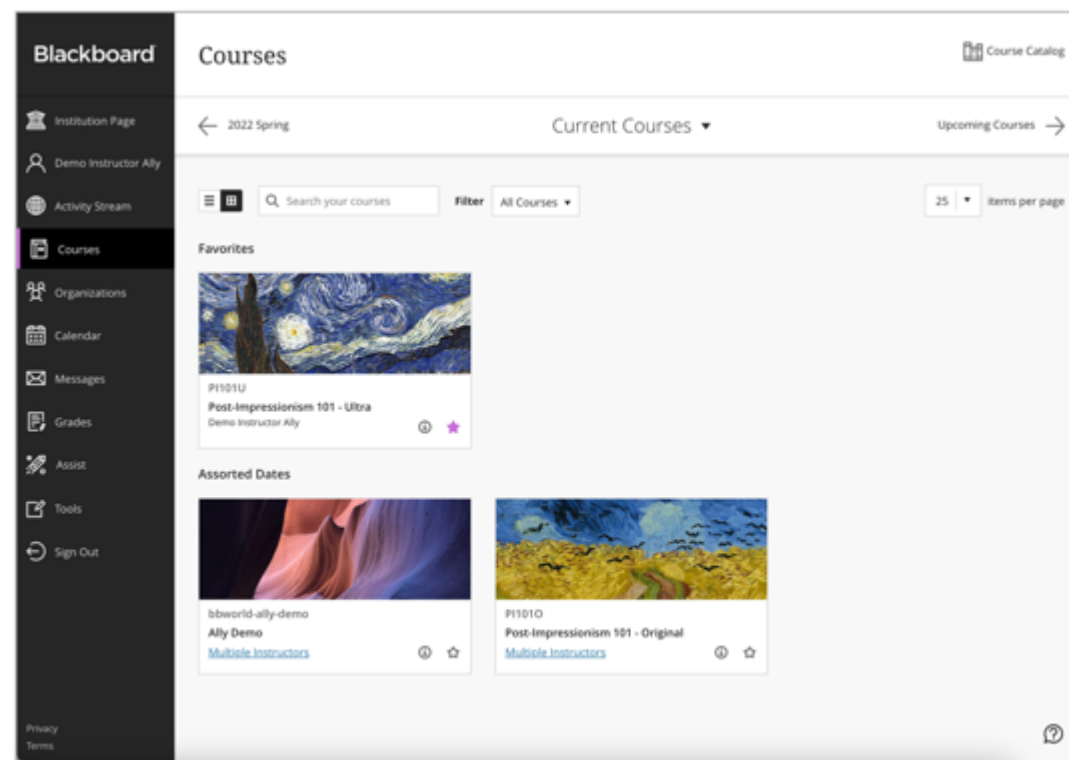 Blackboard
Institution Page
Demo Instructor Ally
Activity Stream
Courses
Organizations
Calendar
Messages
Grades
Assist
Tools
Sign Out
Privacy
Terms
Courses
Course Catalog
2022 Spring
Current Courses
Upcoming Courses
Search your courses
Filter
All Courses
25
items per page
Favorites
PI101U
Post-Impressionism 101 - Ultra
Demo Instructor Ally
Assorted Dates
bbworld-ally-demo
Ally Demo
Multiple Instructors
PI101O
Post-Impressionism 101 - Original
Multiple Instructors